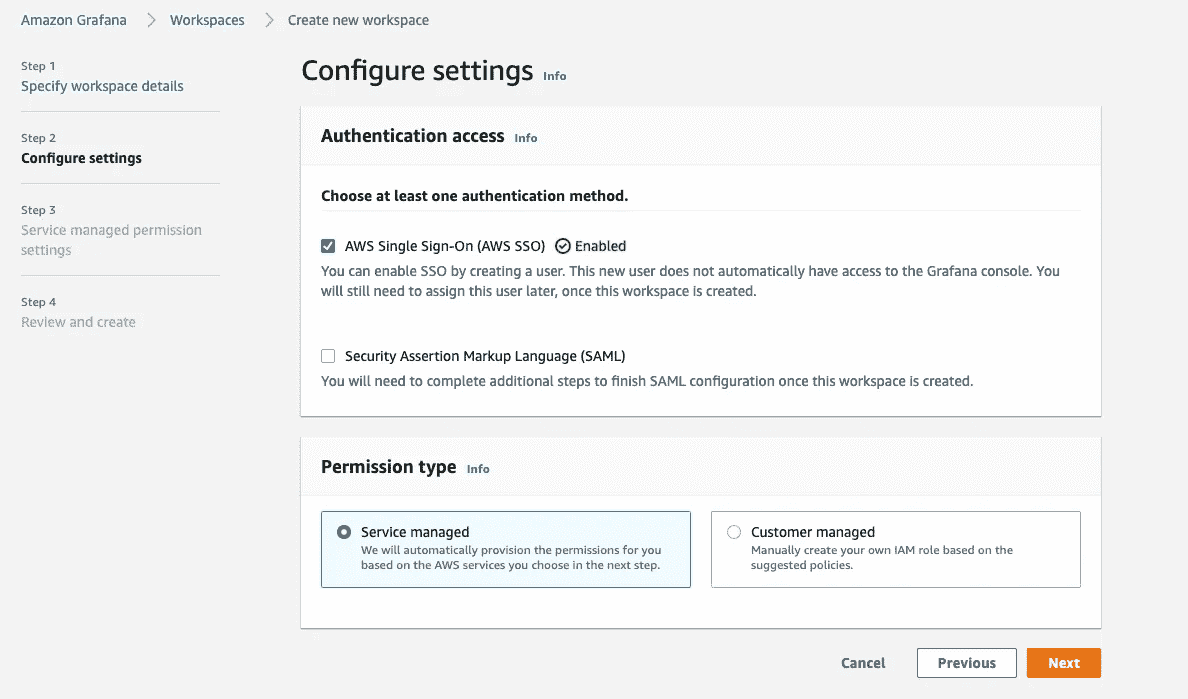 Amazon Grafana > Workspaces > Create new workspace
Step 1
Specify workspace details
Step 2
Configure settings
Step 3
Service managed permission
settings
Step 4
Review and create
Configure settings Info
Authentication access Info
Choose at least one authentication method.
AWS Single Sign-On (AWS SSO) Enabled
You can enable SSO by creating a user. This new user does not automatically have access to the Grafana console. You
will still need to assign this user later, once this workspace is created.
Security Assertion Markup Language (SAML)
You will need to complete additional steps to finish SAML configuration once this workspace is created.
Permission type Info
Service managed
We will automatically provision the permissions for you
based on the AWS services you choose in the next step.
Customer managed
Manually create your own IAM role based on the
suggested policies.
Cancel Previous Next